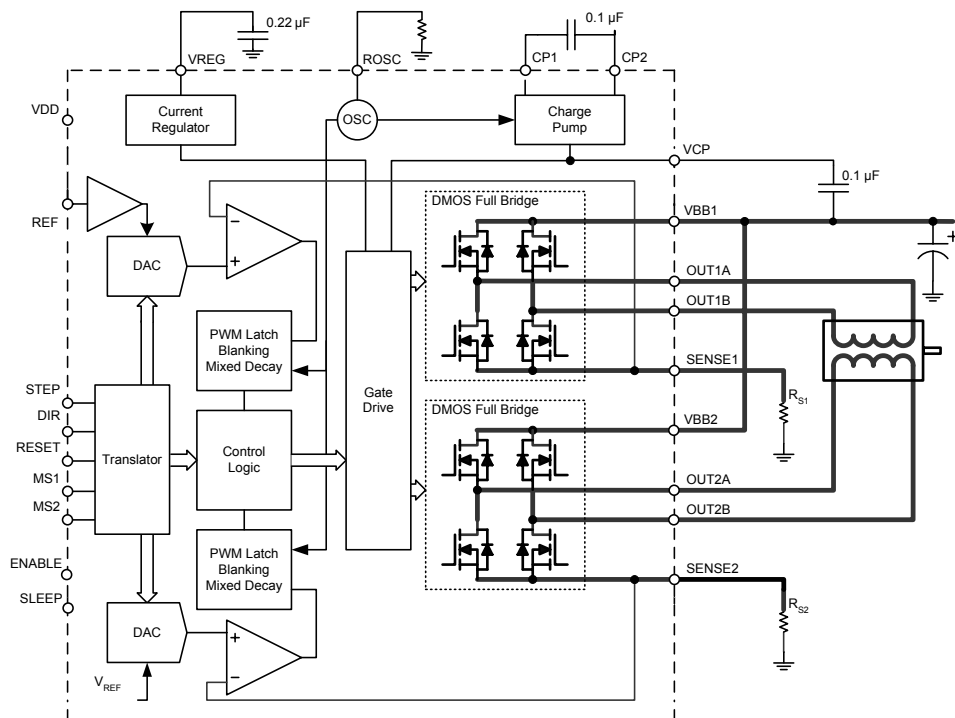 0.22 µF
0.1 µF
VREG
ROSC
CP1
CP2
VDD
Current
Regulator
OSC
Charge
Pump
VCP
0.1 µF
REF
DMOS Full Bridge
VBB1
+
−
+
DAC
OUT1A
OUT1B
PWM Latch
Blanking
Mixed Decay
SENSE1
Gate
Drive
STEP
DIR
RESET
MS1
MS2
Translator
Control
Logic
DMOS Full Bridge
RS1
VBB2
OUT2A
OUT2B
PWM Latch
Blanking
Mixed Decay
ENABLE
SLEEP
SENSE2
RS2
DAC
+
−
VREF